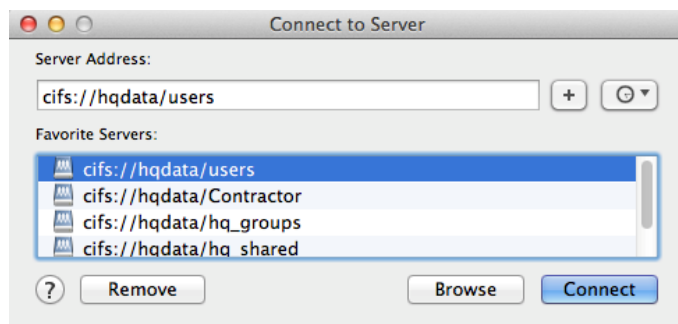 Connect to Server
Server Address:
cifs://hqdata/users
+
Favorite Servers:
cifs://hqdata/users
cifs://hqdata/Contractor
cifs://hqdata/hq_groups
cifs://hqdata/hq_shared
? Remove Browse Connect